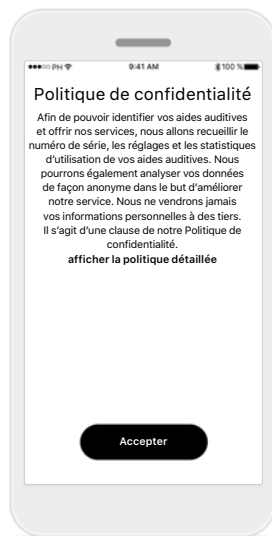 ●●●○○ PH 9:41 AM 100 %
Politique de confidentialité
Afin de pouvoir identifier vos aides auditives
et offrir nos services, nous allons recueillir le
numéro de série, les réglages et les statistiques
d’utilisation de vos aides auditives. Nous
pourrons également analyser vos données
de façon anonyme dans le but d’améliorer
notre service. Nous ne vendrons jamais
vos informations personnelles à des tiers.
Il s’agit d’une clause de notre Politique de
confidentialité.
afficher la politique détaillée
Accepter